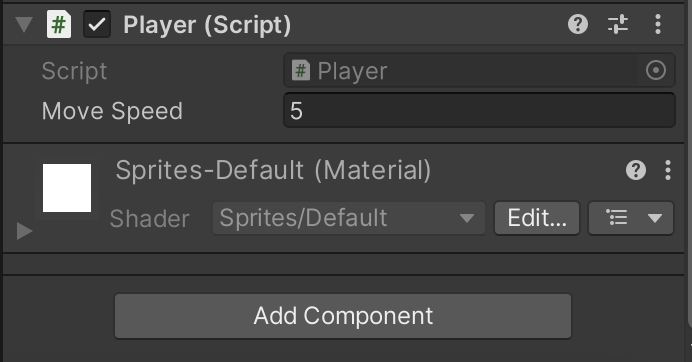 Player (Script)
Script Player
Move Speed 5
Sprites-Default (Material)
Shader Sprites/Default Edit...
Add Component